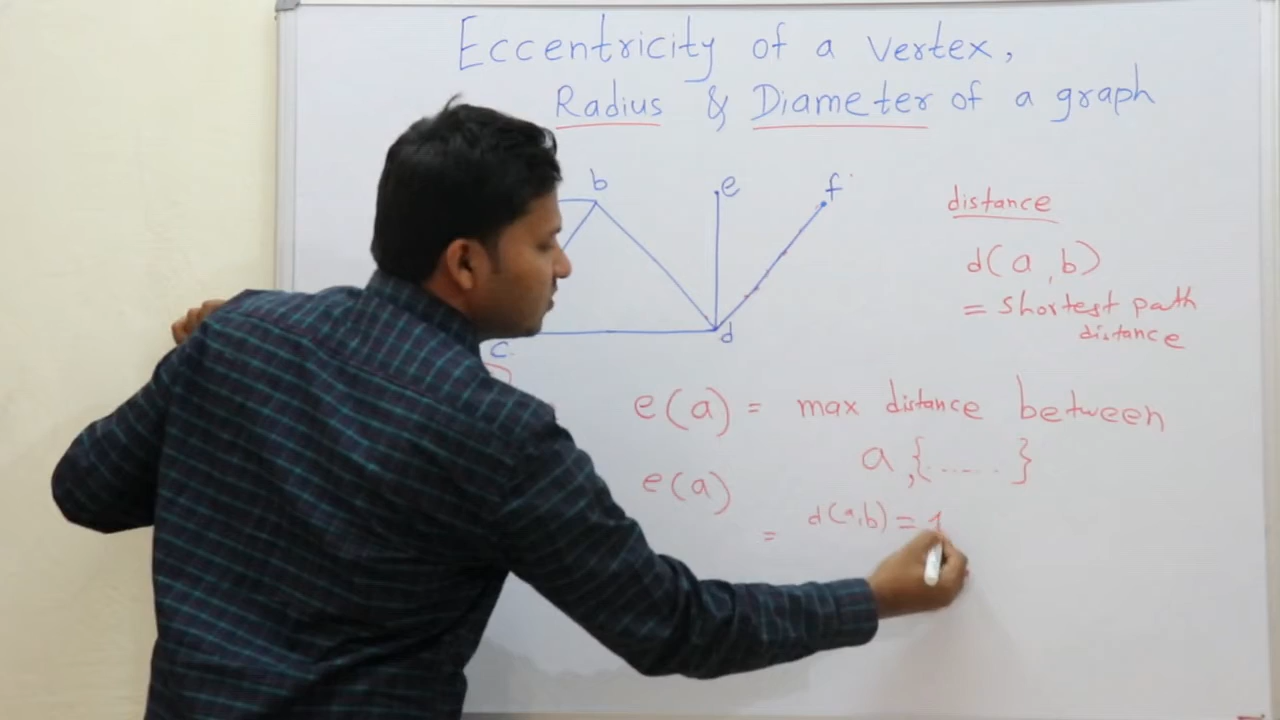 Eccentricity of a vertex,
Radius & Diameter of a graph
b
e
f
c
d
distance
d(a,b)
= shortest path
distance
e(a) = max distance between
a,{......}
e(a)
= d(a,b) = 1